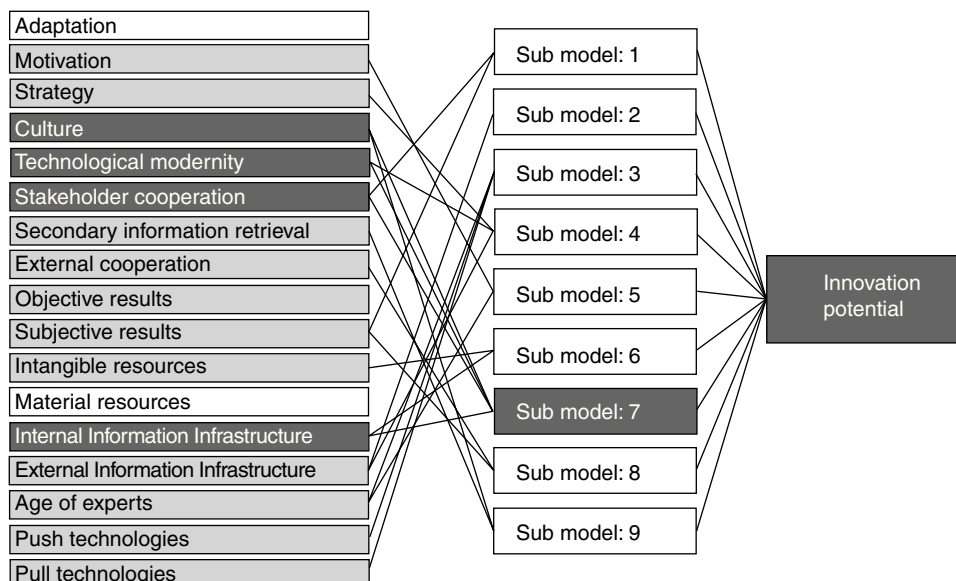 Adaptation
Motivation
Strategy
Culture
Technological modernity
Stakeholder cooperation
Secondary information retrieval
External cooperation
Objective results
Subjective results
Intangible resources
Material resources
Internal Information Infrastructure
External Information Infrastructure
Age of experts
Push technologies
Pull technologies
Sub model: 1
Sub model: 2
Sub model: 3
Sub model: 4
Sub model: 5
Sub model: 6
Sub model: 7
Sub model: 8
Sub model: 9
Innovation
potential